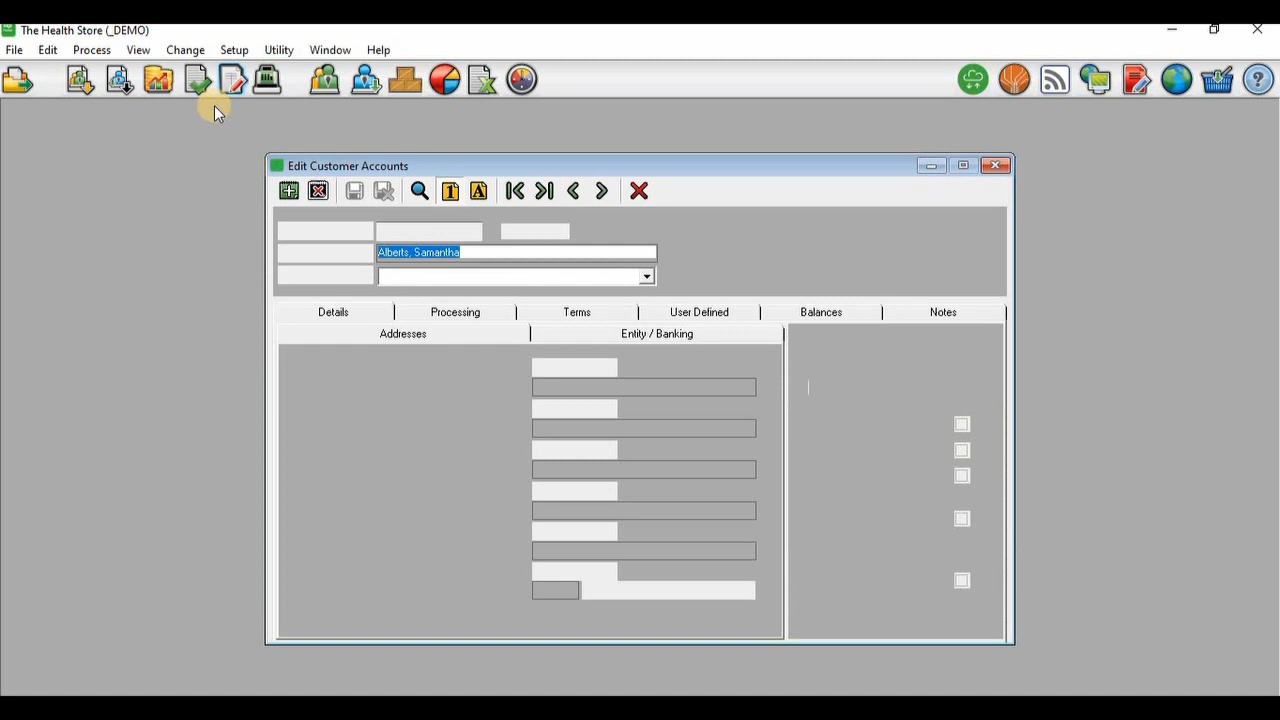 The Health Store (_DEMO)
File Edit Process View Change Setup Utility Window Help
Edit Customer Accounts
1 A
Alberts, Samantha
Details Processing Terms User Defined Balances Notes
Addresses Entity / Banking